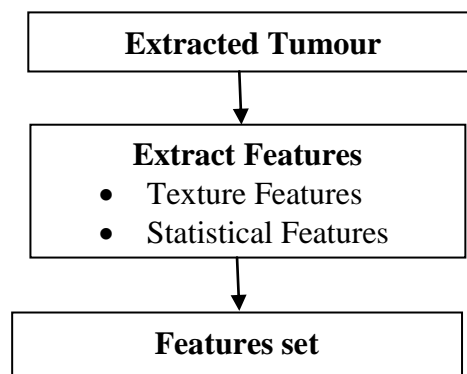 Extracted Tumour
Extract Features
• Texture Features
• Statistical Features
Features set